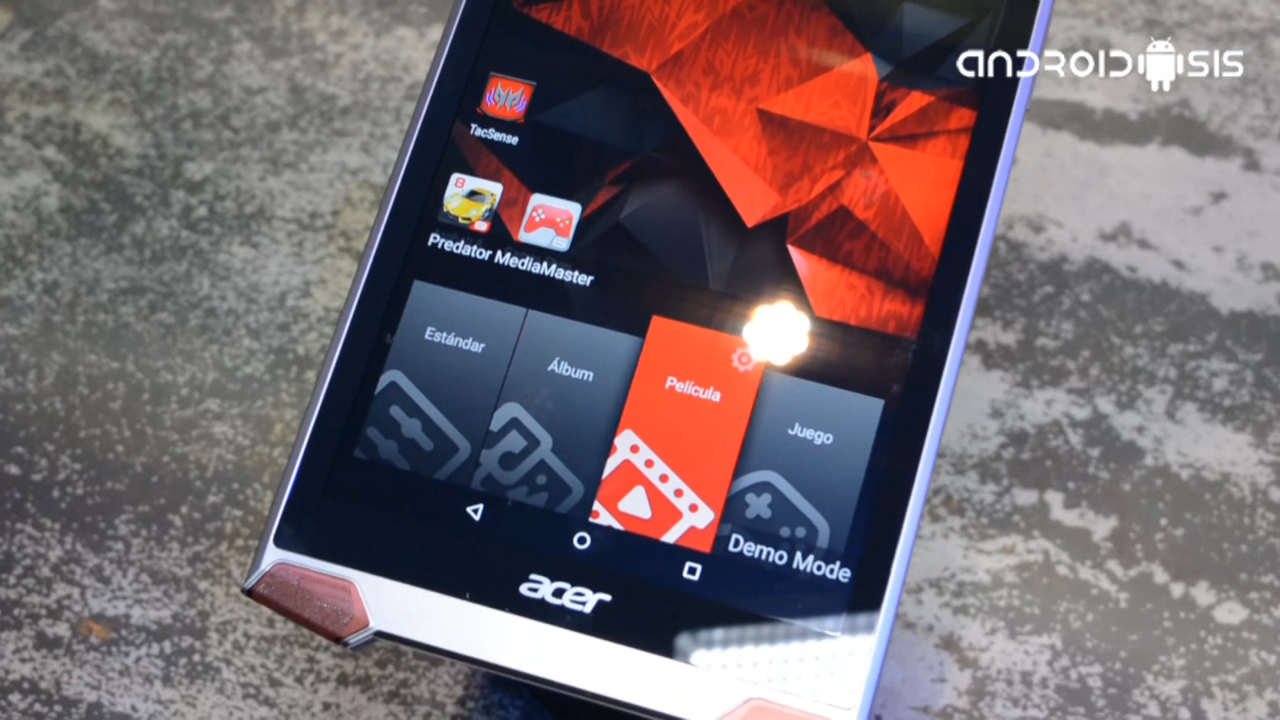 ANDROIDSIS
TacSense
8
Predator MediaMaster
Estándar
Álbum
Película
Juego
Demo Mode
acer